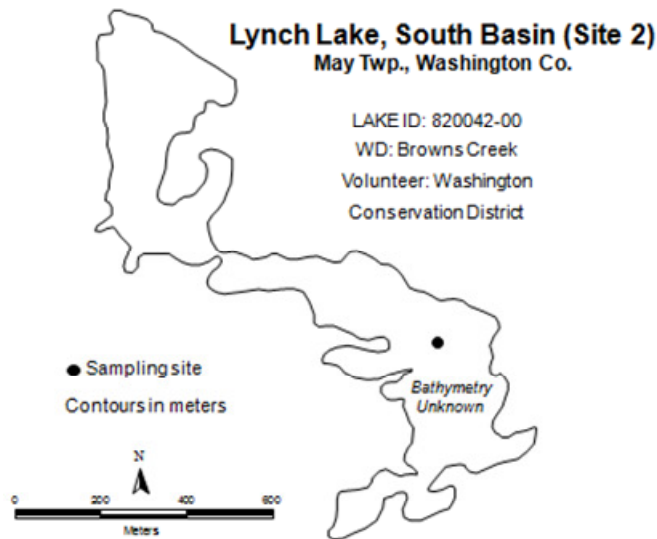 Lynch Lake, South Basin (Site 2)
May Twp., Washington Co.
LAKE ID: 820042-00
WD: Browns Creek
Volunteer: Washington
Conservation District
Sampling site
Contours in meters
Bathymetry
Unknown
N
0 200 400 600
Meters